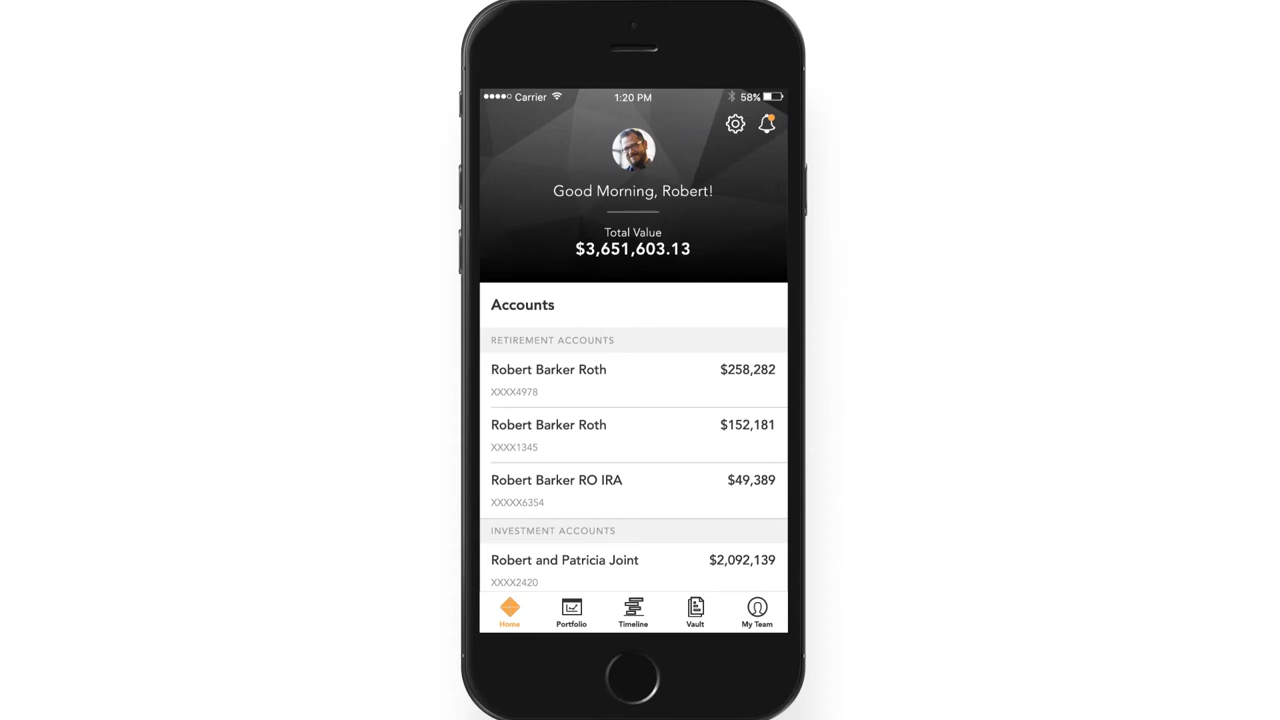 Carrier 1:20 PM 58%
Good Morning, Robert!
Total Value
$3,651,603.13
Accounts
RETIREMENT ACCOUNTS
Robert Barker Roth $258,282
XXXX4978
Robert Barker Roth $152,181
XXXX1345
Robert Barker RO IRA $49,389
XXXXX6354
INVESTMENT ACCOUNTS
Robert and Patricia Joint $2,092,139
XXXX2420
Home Portfolio Timeline Vault My Team